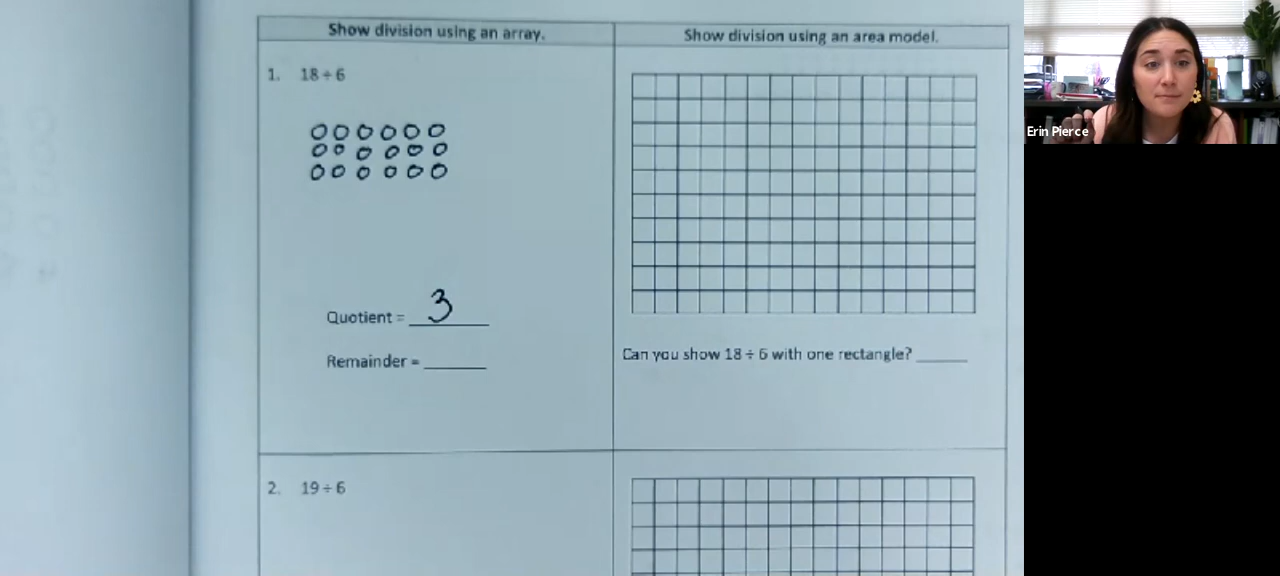 Show division using an array.
Show division using an area model.
1. 18 ÷ 6
Quotient = 3
Remainder = ______
Can you show 18 ÷ 6 with one rectangle? ______
2. 19 ÷ 6
Erin Pierce